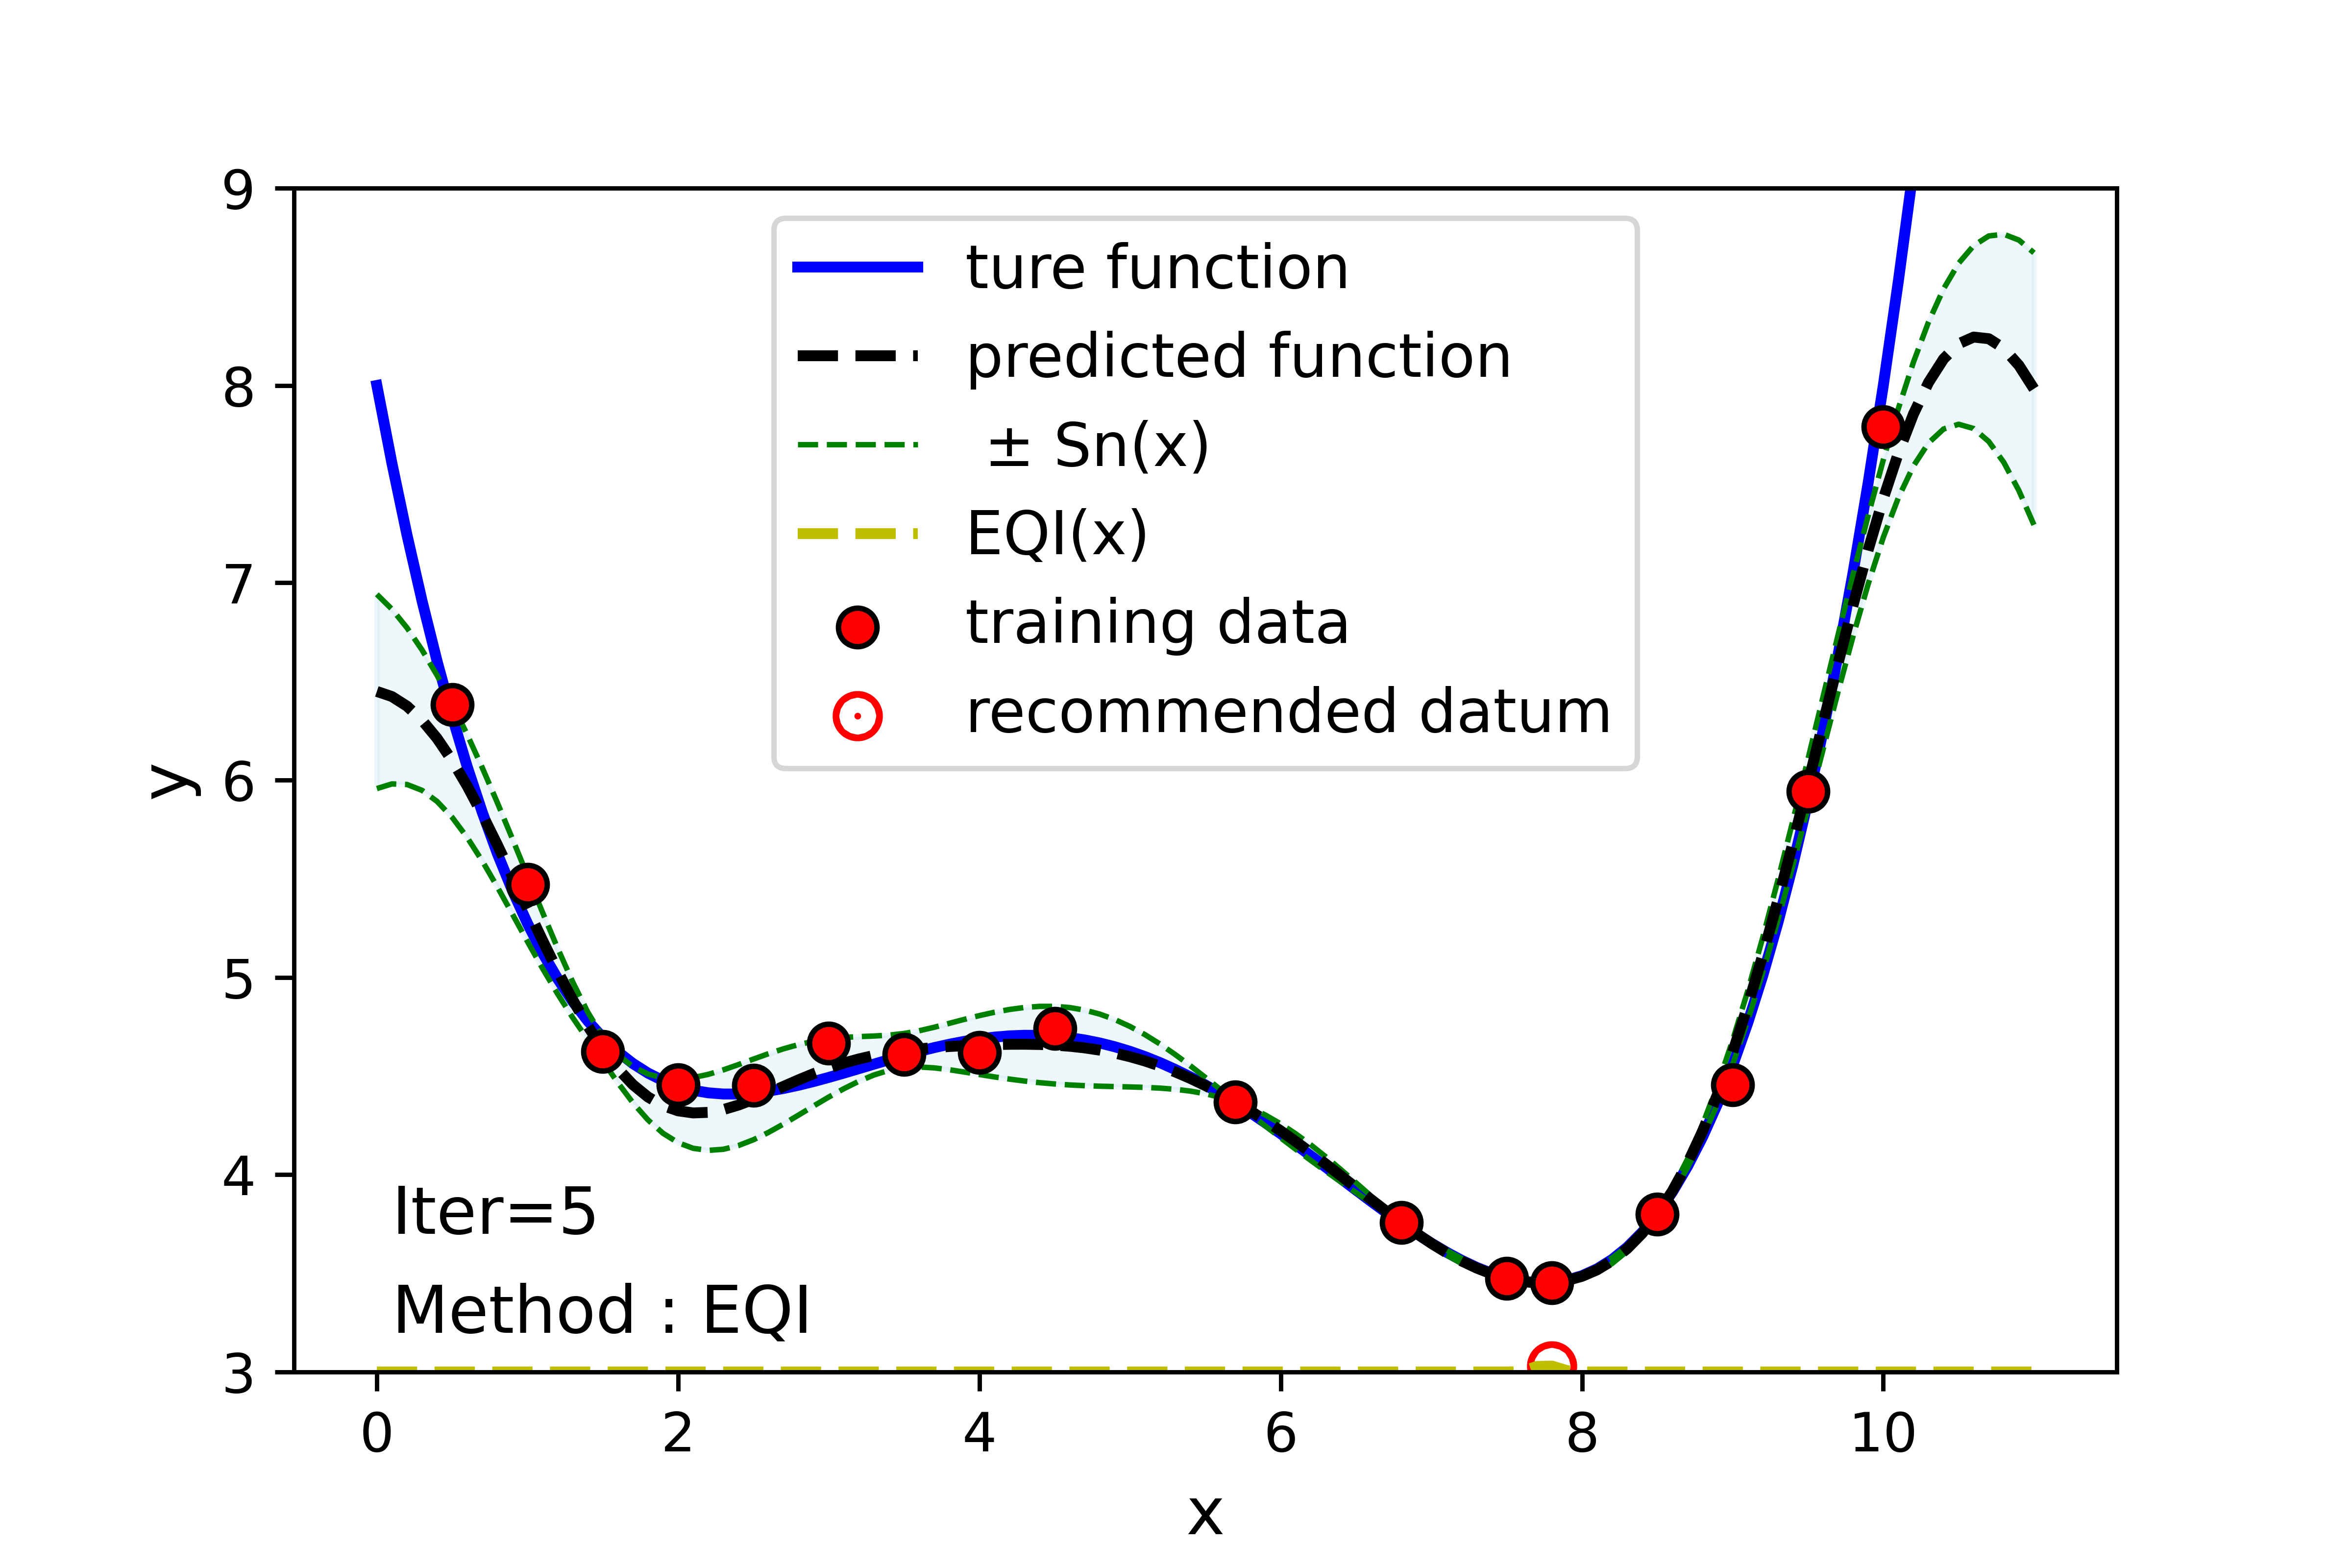 9
8
7
6
5
4
3
y
ture function
predicted function
± Sn(x)
EQI(x)
training data
recommended datum
Iter=5
Method : EQI
0 2 4 6 8 10
x